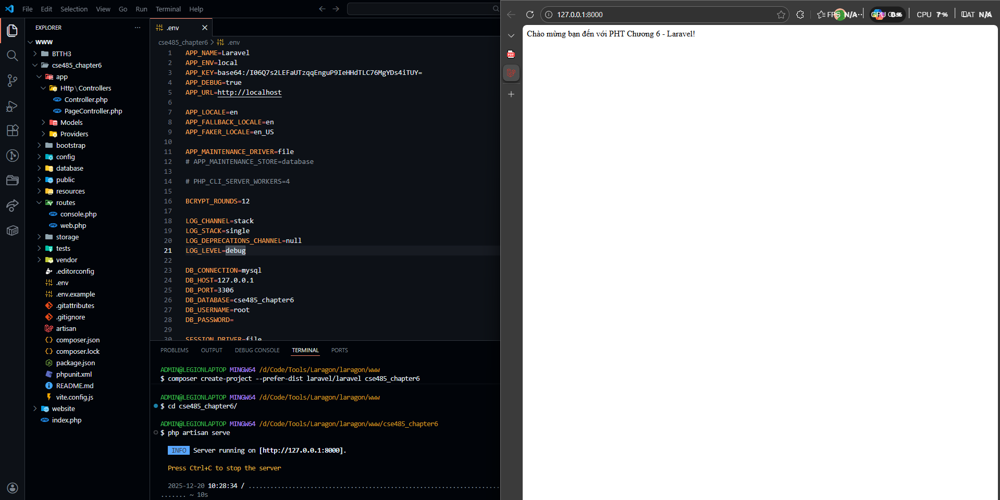 File Edit Selection View Go Run Terminal Help
EXPLORER
WWW
BTTH3
cse485_chapter6
app
Http\Controllers
Controller.php
PageController.php
Models
Providers
bootstrap
config
database
public
resources
routes
console.php
web.php
storage
tests
vendor
.editorconfig
.env
.env.example
.gitattributes
.gitignore
artisan
composer.json
composer.lock
package.json
phpunit.xml
README.md
vite.config.js
website
index.php
.env
cse485_chapter6 > .env
1 APP_NAME=Laravel
2 APP_ENV=local
3 APP_KEY=base64:/I06Q7s2LEFaUTzqqEnguP9IeHHdTLC76MgYDs4iTUY=
4 APP_DEBUG=true
5 APP_URL=http://localhost
6
7 APP_LOCALE=en
8 APP_FALLBACK_LOCALE=en
9 APP_FAKER_LOCALE=en_US
10
11 APP_MAINTENANCE_DRIVER=file
12 # APP_MAINTENANCE_STORE=database
13
14 # PHP_CLI_SERVER_WORKERS=4
15
16 BCRYPT_ROUNDS=12
17
18 LOG_CHANNEL=stack
19 LOG_STACK=single
20 LOG_DEPRECATIONS_CHANNEL=null
21 LOG_LEVEL=debug
22
23 DB_CONNECTION=mysql
24 DB_HOST=127.0.0.1
25 DB_PORT=3306
26 DB_DATABASE=cse485_chapter6
27 DB_USERNAME=root
28 DB_PASSWORD=
29
30 SESSION_DRIVER=file
PROBLEMS OUTPUT DEBUG CONSOLE TERMINAL PORTS
ADMIN@LEGIONLAPTOP MINGW64 /d/Code/Tools/Laragon/laragon/www
$ composer create-project --prefer-dist laravel/laravel cse485_chapter6
ADMIN@LEGIONLAPTOP MINGW64 /d/Code/Tools/Laragon/laragon/www
$ cd cse485_chapter6/
ADMIN@LEGIONLAPTOP MINGW64 /d/Code/Tools/Laragon/laragon/www/cse485_chapter6
$ php artisan serve
INFO Server running on [http://127.0.0.1:8000].
Press Ctrl+C to stop the server
2025-12-20 10:28:34 / .....................................................................
....... ~ 10s
127.0.0.1:8000
FPS N/A GPU 0% CPU 7% LAT N/A
PDF
Chào mừng bạn đến với PHT Chương 6 - Laravel!